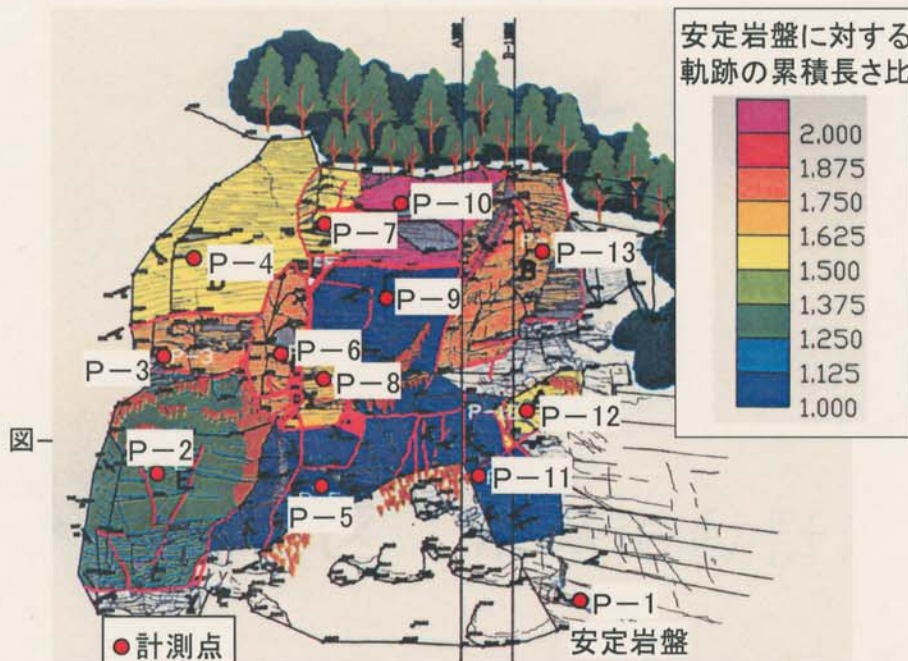 安定岩盤に対する
軌跡の累積長さ比
2.000
1.875
1.750
1.625
1.500
1.375
1.250
1.125
1.000
P-10
P-7
P-13
P-4
P-9
P-6
P-3
P-3
P-8
P-12
P-2
P-11
P-5
P-1
安定岩盤
●計測点
図-
B
E